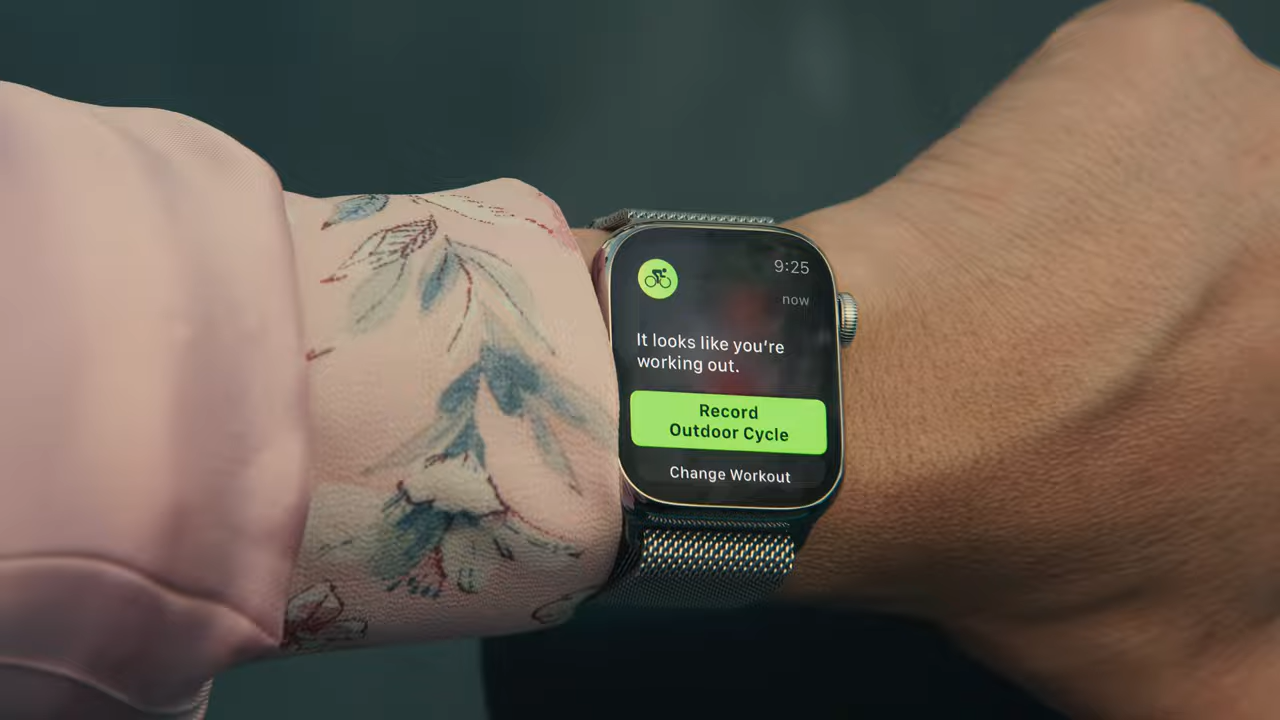 9:25
now
It looks like you’re
working out.
Record
Outdoor Cycle
Change Workout